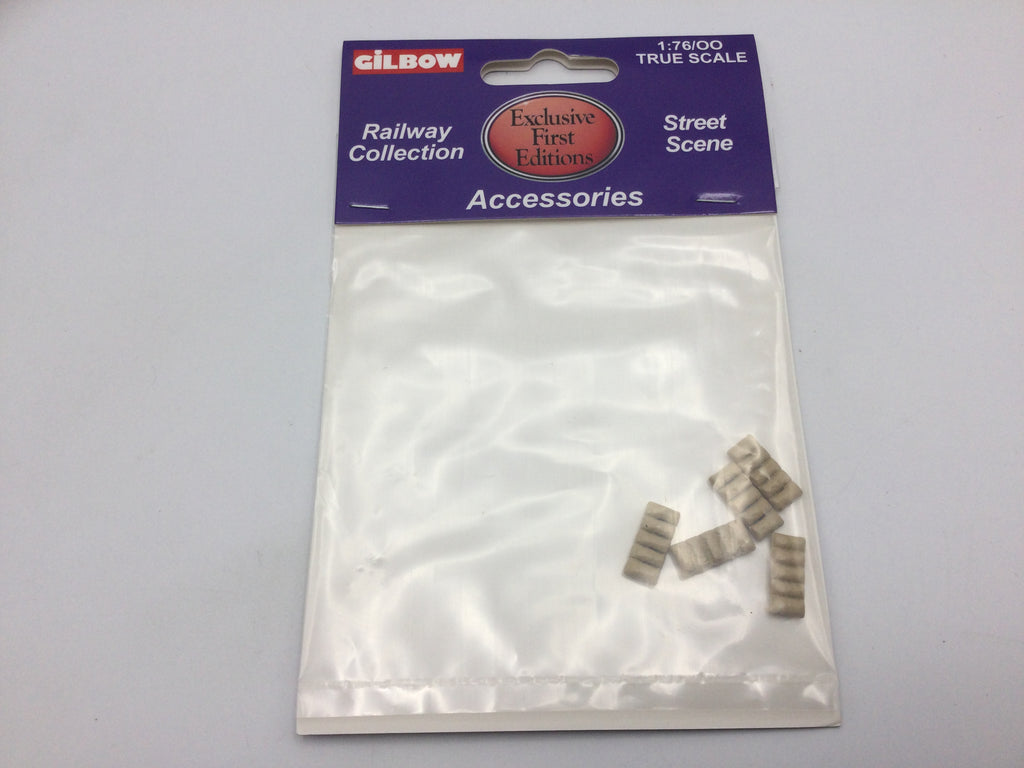 GiLBOW
1:76/OO
TRUE SCALE
Railway
Collection
Exclusive
First
Editions
Street
Scene
Accessories